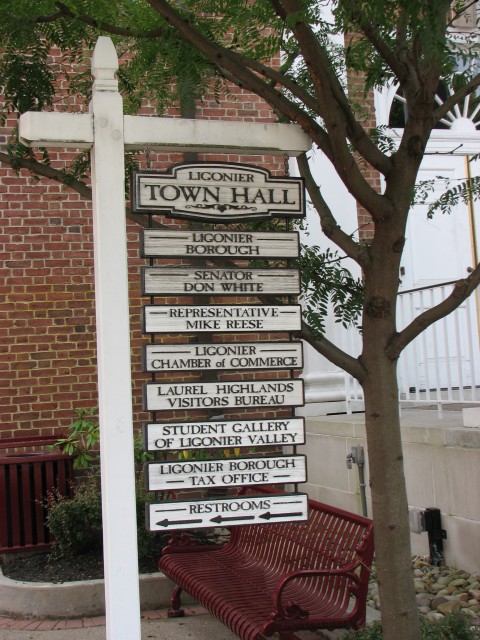 LIGONIER
TOWN HALL
LIGONIER
BOROUGH
SENATOR
DON WHITE
REPRESENTATIVE
MIKE REESE
LIGONIER
CHAMBER of COMMERCE
LAUREL HIGHLANDS
VISITORS BUREAU
STUDENT GALLERY
OF LIGONIER VALLEY
LIGONIER BOROUGH
TAX OFFICE
RESTROOMS